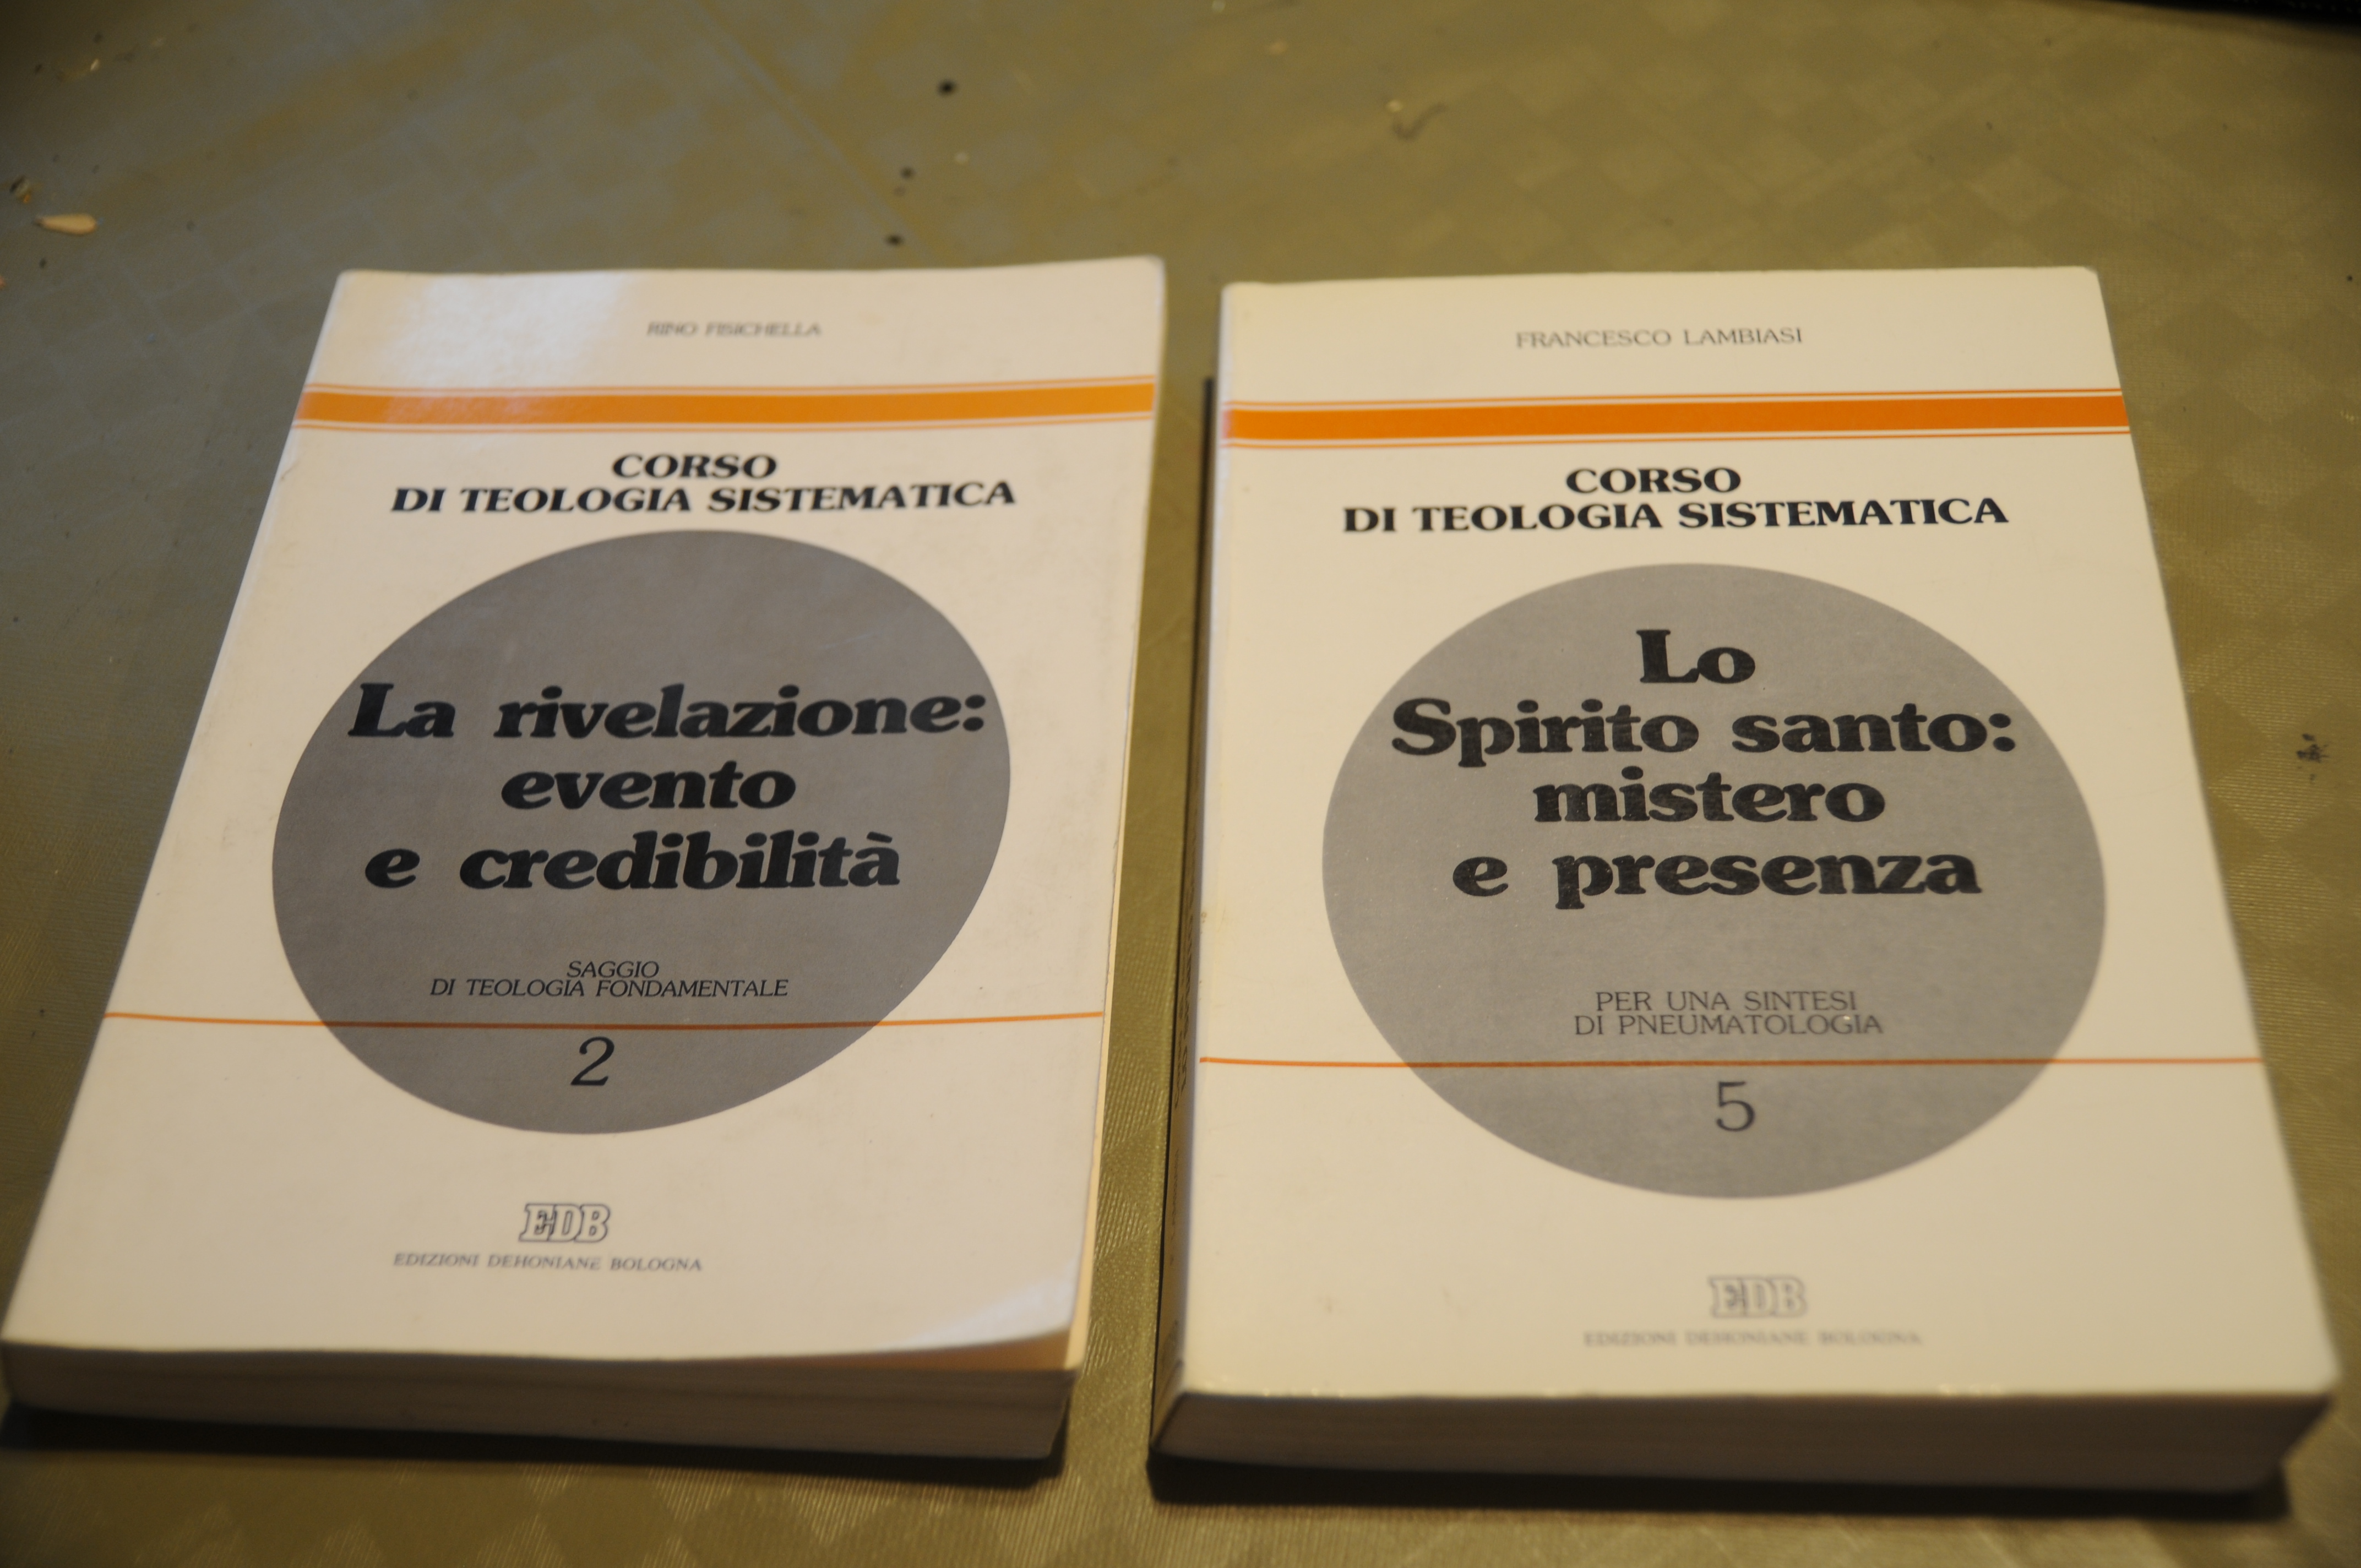 RINO FISICHELLA
CORSO
DI TEOLOGIA SISTEMATICA
La rivelazione:
evento
e credibilità
SAGGIO
DI TEOLOGIA FONDAMENTALE
2
EDB
EDIZIONI DEHONIANE BOLOGNA
FRANCESCO LAMBIASI
CORSO
DI TEOLOGIA SISTEMATICA
Lo
Spirito santo:
mistero
e presenza
PER UNA SINTESI
DI PNEUMATOLOGIA
5
EDB
EDIZIONI DEHONIANE BOLOGNA